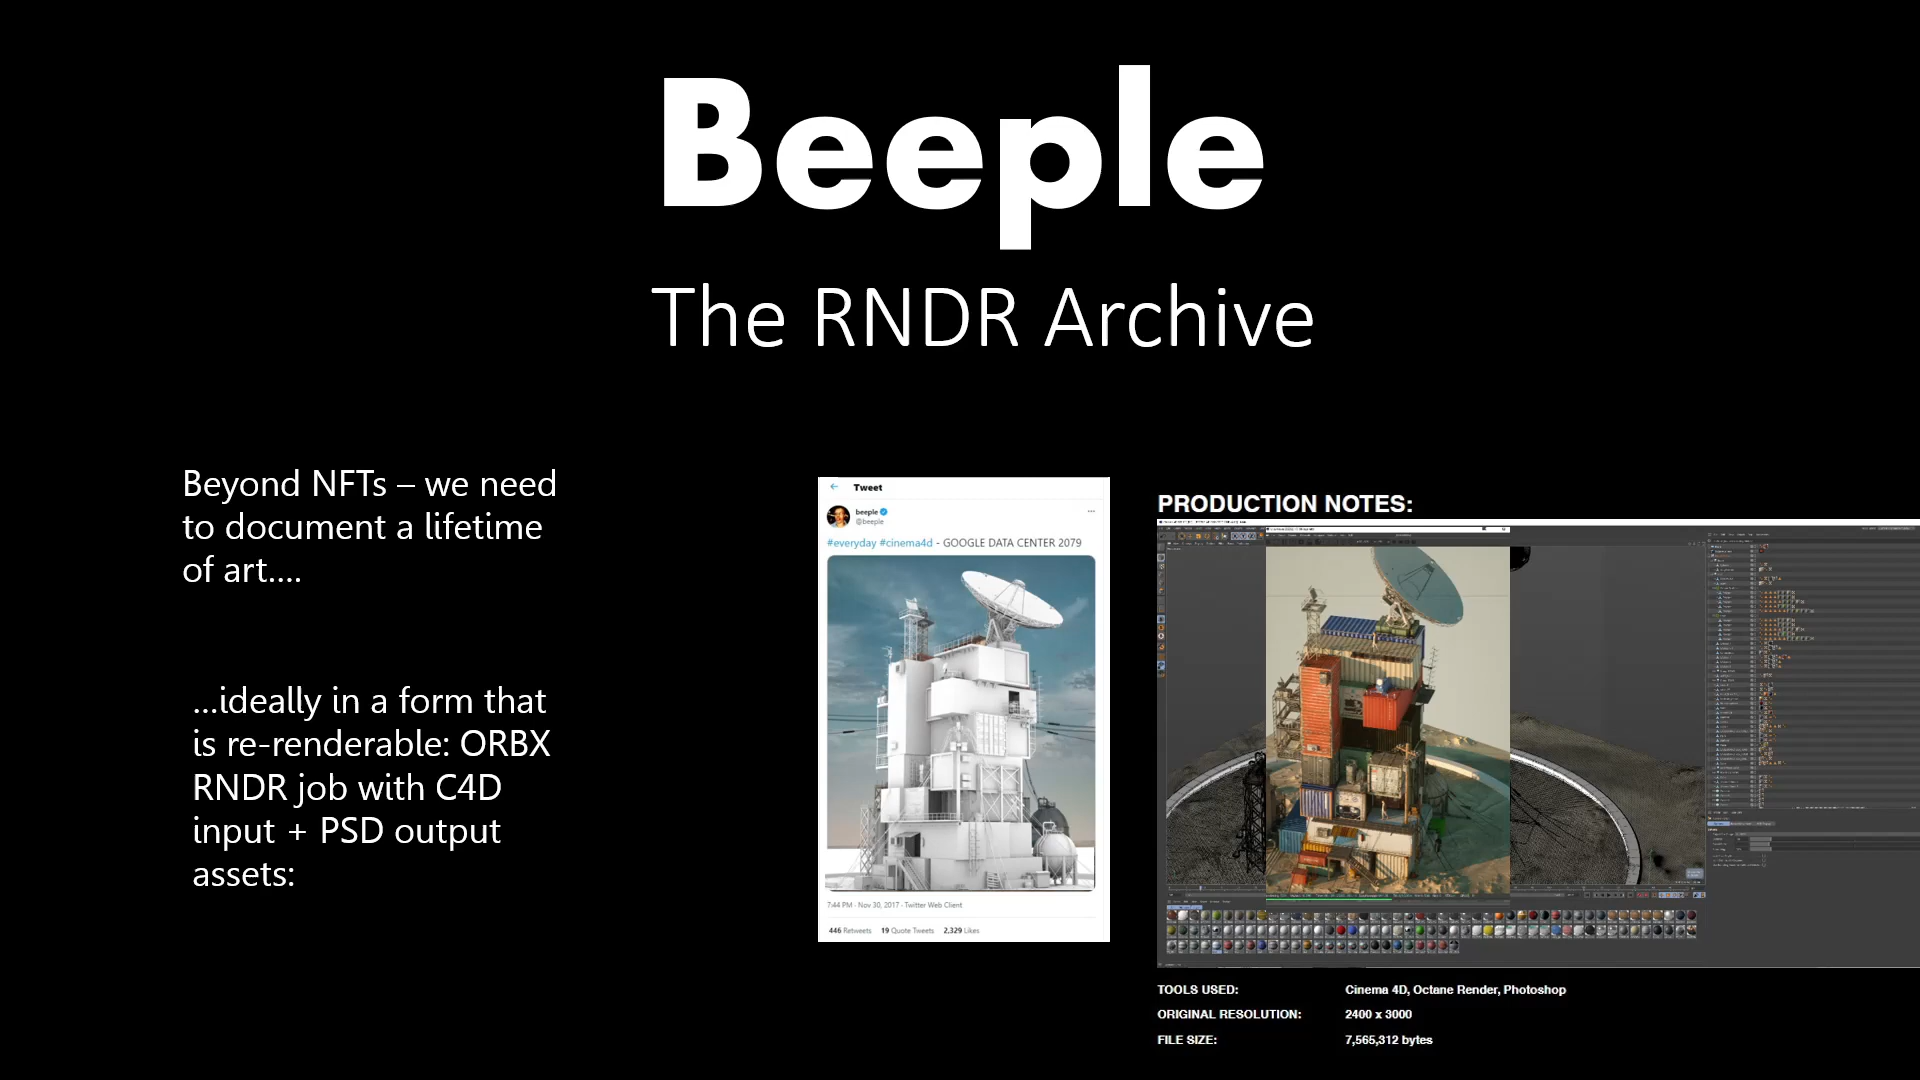 Beeple
The RNDR Archive
Beyond NFTs – we need
to document a lifetime
of art....
...ideally in a form that
is re-renderable: ORBX
RNDR job with C4D
input + PSD output
assets:
Tweet
beeple
@beeple
#everyday #cinema4d - GOOGLE DATA CENTER 2079
7:44 PM · Nov 30, 2017 · Twitter Web Client
446 Retweets 19 Quote Tweets 2,329 Likes
PRODUCTION NOTES:
TOOLS USED: Cinema 4D, Octane Render, Photoshop
ORIGINAL RESOLUTION: 2400 x 3000
FILE SIZE: 7,565,312 bytes